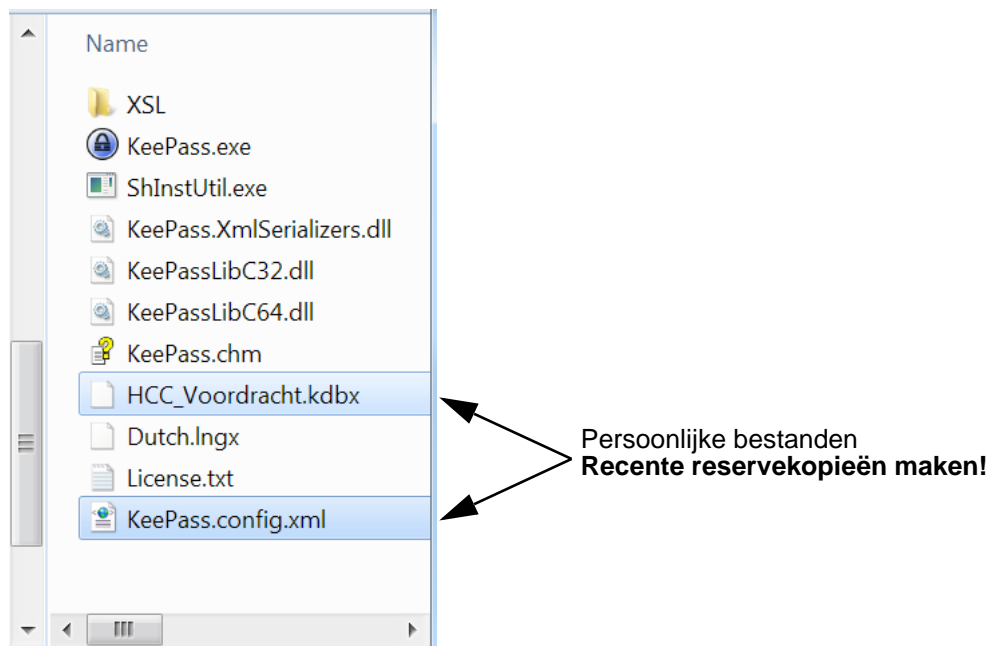 Name
XSL
KeePass.exe
ShInstUtil.exe
KeePass.XmlSerializers.dll
KeePassLibC32.dll
KeePassLibC64.dll
KeePass.chm
HCC_Voordracht.kdbx
Dutch.lngx
License.txt
KeePass.config.xml
Persoonlijke bestanden
Recente reservekopieën maken!